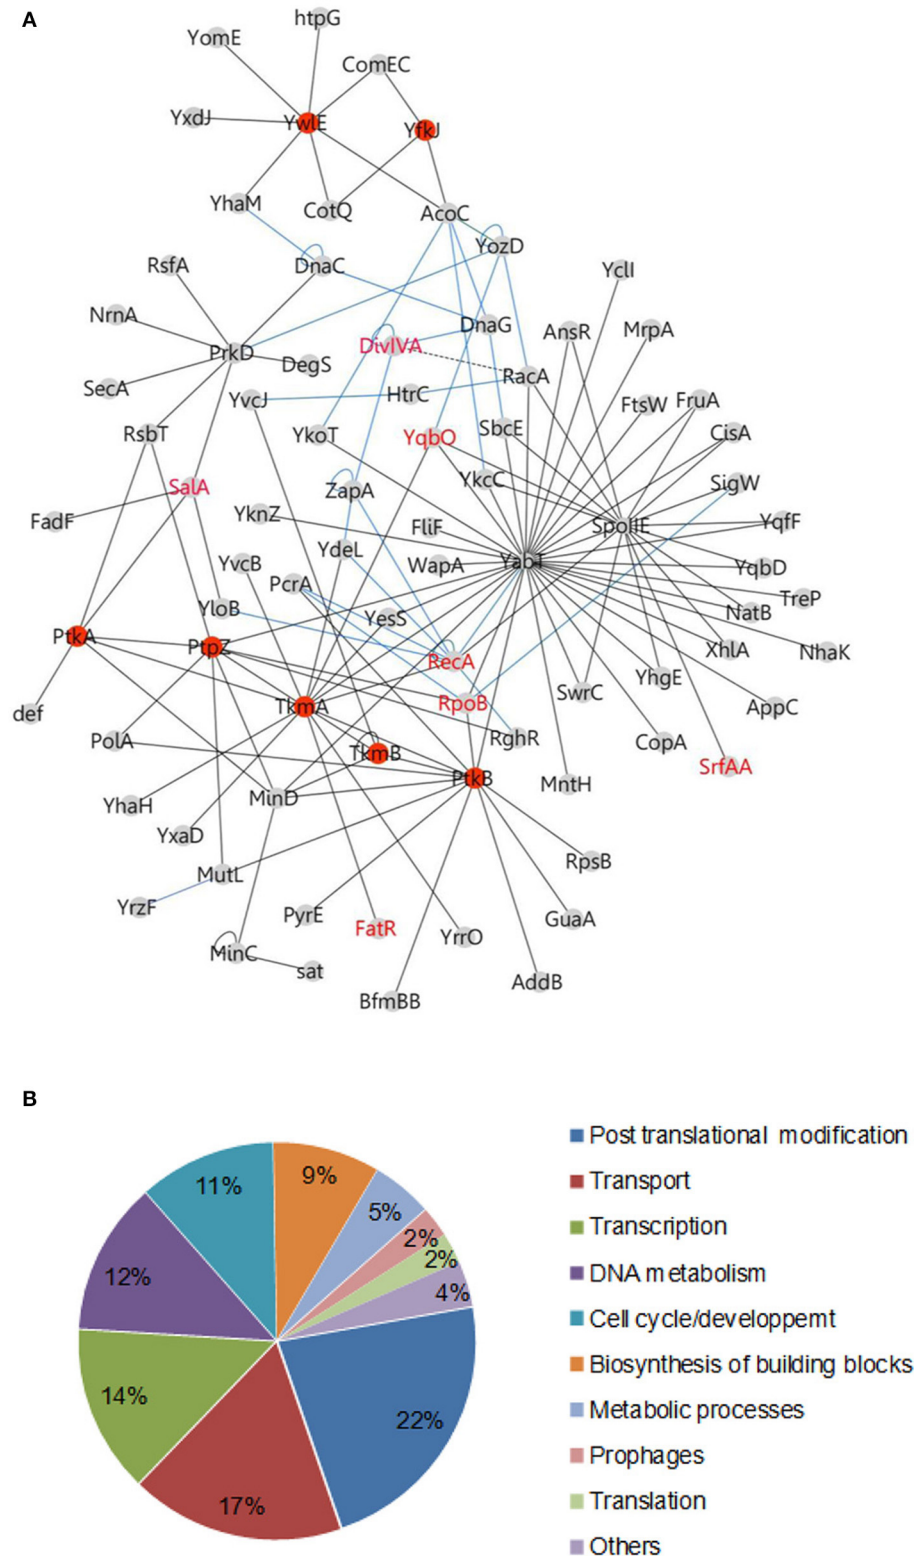 A
htpG
YomE
ComEC
YxdJ
YwlE
YfkJ
YhaM
CotQ
AcoC
YozD
RsfA
DnaC
YclI
NrnA
DnaG
AnsR
MrpA
PrkD
DivIVA
DegS
RacA
SecA
YvcJ
HtrC
FtsW
FruA
RsbT
YkoT
YqbO
SbcE
CisA
SalA
ZapA
YkcC
SigW
FadF
YknZ
FliF
SpoIIE
YqfF
YvcB
YdeL
WapA
YabT
YqbD
PcrA
TreP
YloB
YesS
NatB
PtkA
PtpZ
RecA
XhlA
NhaK
YhgE
def
TkmA
RpoB
SwrC
AppC
PolA
TkmB
RghR
CopA
SrfAA
PtkB
MntH
YhaH
MinD
YxaD
RpsB
MutL
YrzF
PyrE
FatR
YrrO
GuaA
MinC
sat
AddB
BfmBB
B
9%
11%
5%
2%
2%
4%
12%
14%
22%
17%
Post translational modification
Transport
Transcription
DNA metabolism
Cell cycle/developpemt
Biosynthesis of building blocks
Metabolic processes
Prophages
Translation
Others